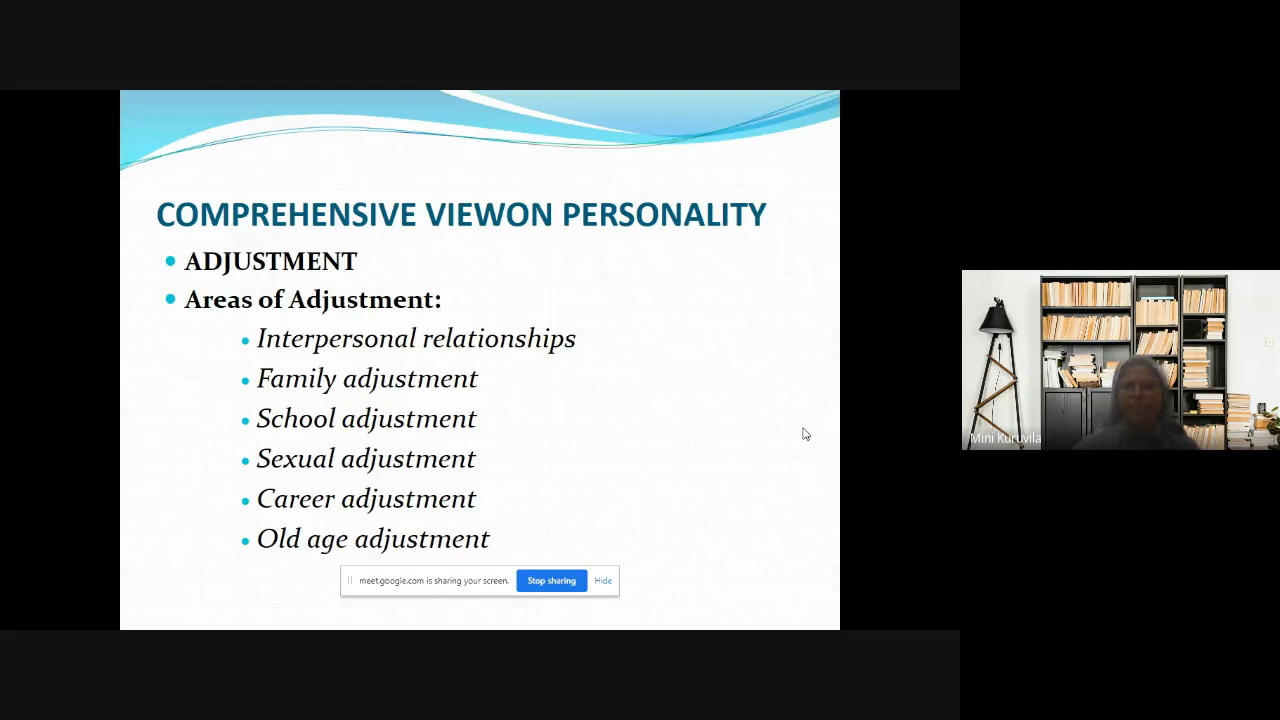 COMPREHENSIVE VIEWON PERSONALITY
ADJUSTMENT
Areas of Adjustment:
Interpersonal relationships
Family adjustment
School adjustment
Sexual adjustment
Career adjustment
Old age adjustment
meet.google.com is sharing your screen. Stop sharing Hide
Mini Kuruvila